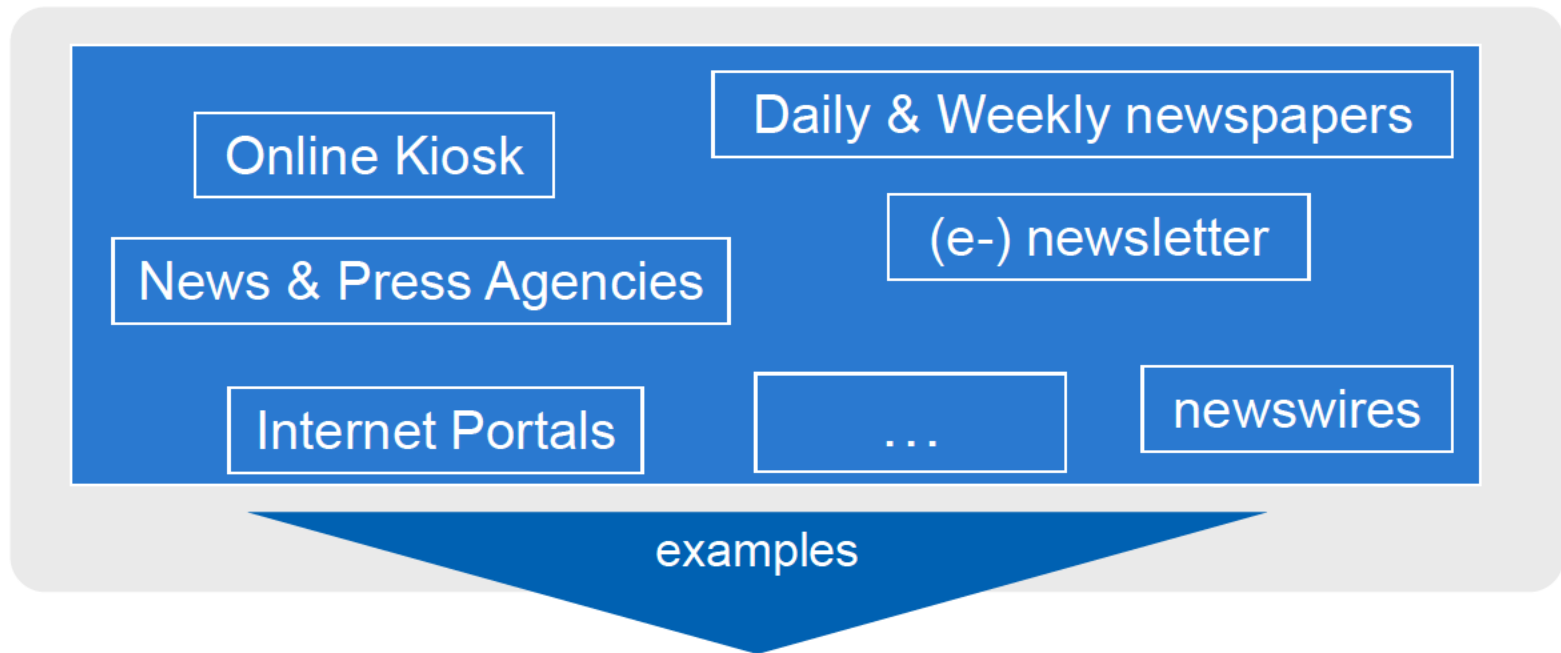 Daily & Weekly newspapers
Online Kiosk
(e-) newsletter
News & Press Agencies
Internet Portals
...
newswires
examples